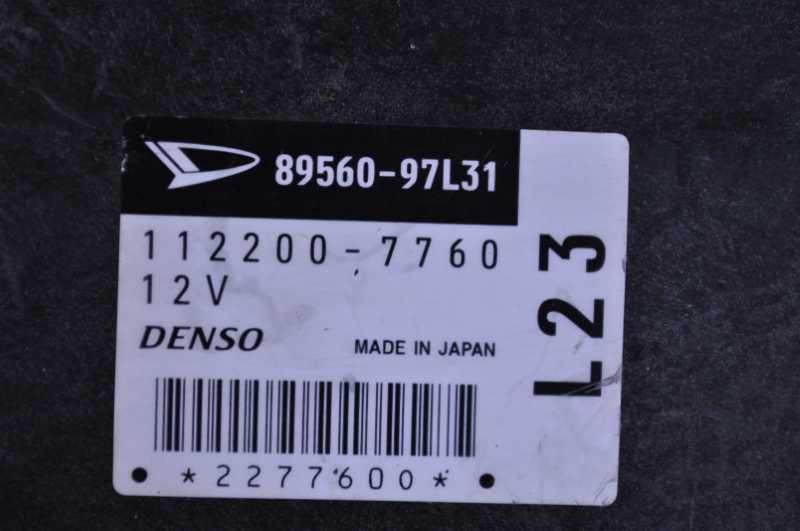 89560-97L31
112200-7760
12V
DENSO MADE IN JAPAN
*2277600*
L23